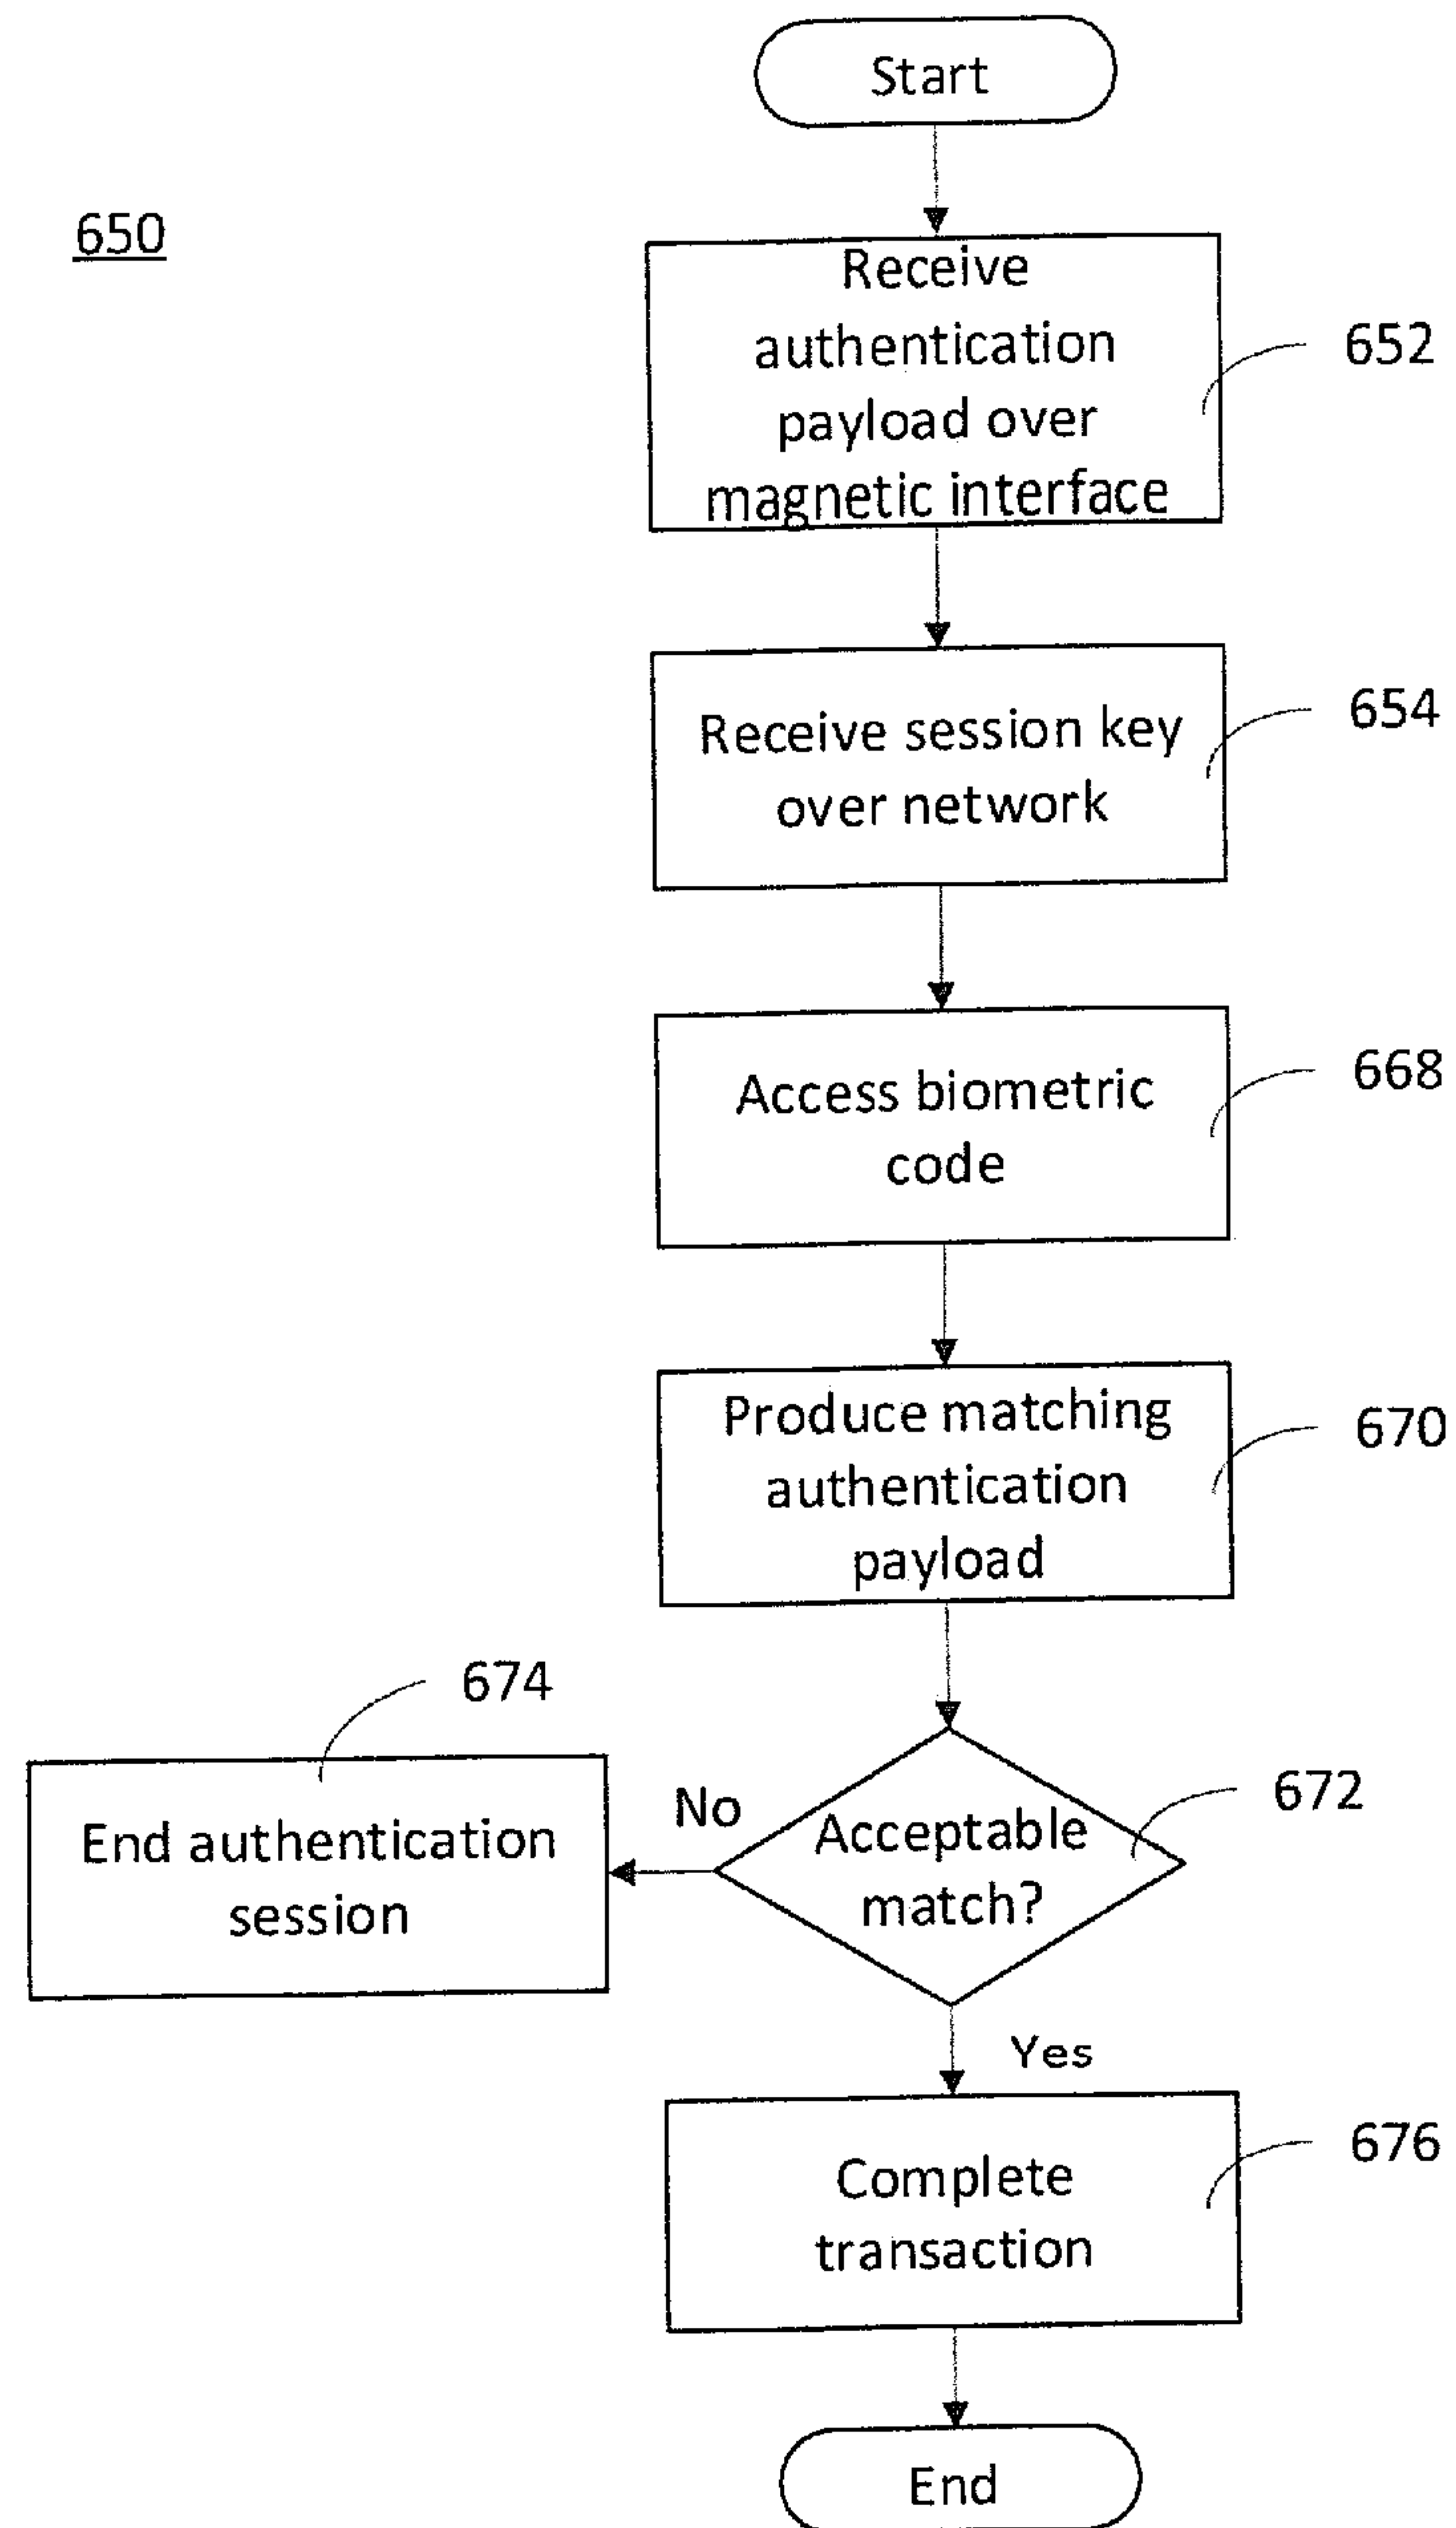 Start
650
Receive
authentication
payload over
magnetic interface
652
Receive session key
over network
654
Access biometric
code
668
Produce matching
authentication
payload
670
674
End authentication
session
No
Acceptable
match?
672
Yes
Complete
transaction
676
End